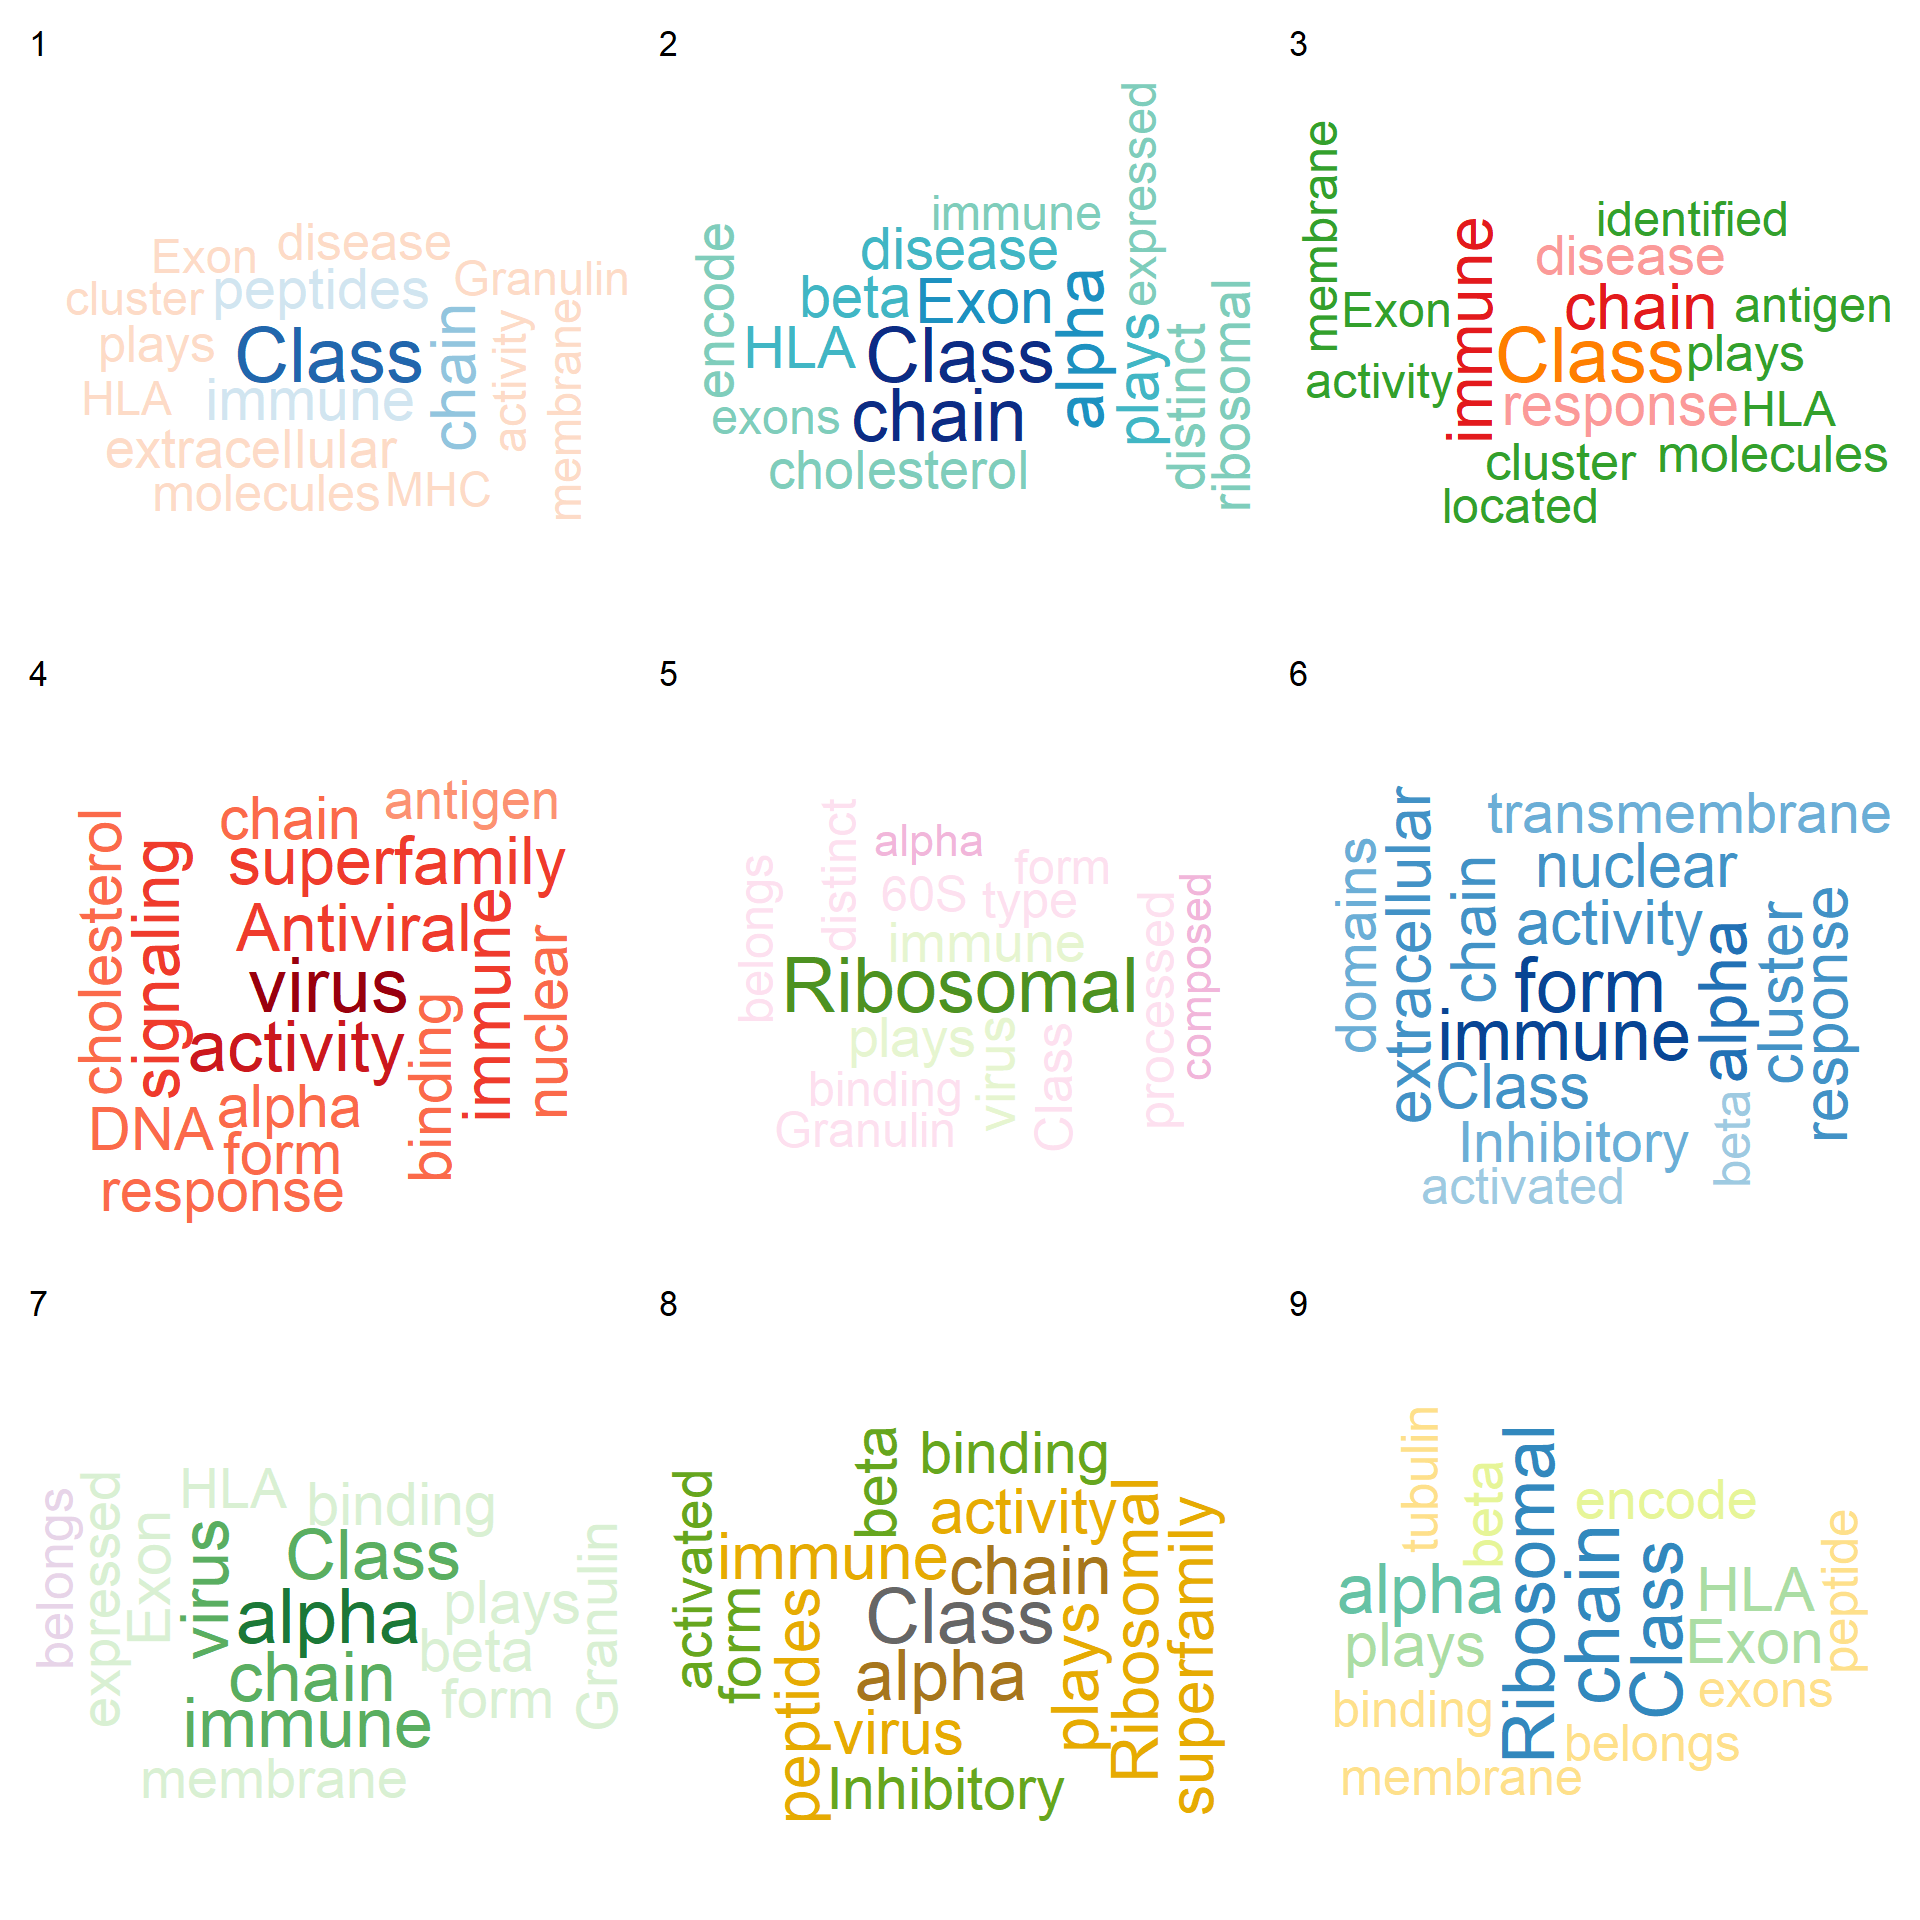 1
Exon
disease
cluster
peptides
Granulin
plays
Class
chain
activity
membrane
HLA
immune
extracellular
molecules
MHC
2
immune
expressed
encode
disease
beta
Exon
alpha
HLA
Class
plays
distinct
ribosomal
exons
chain
cholesterol
3
membrane
identified
disease
immune
Exon
chain
antigen
Class
plays
activity
response
HLA
cluster
molecules
located
4
cholesterol
chain
antigen
signaling
superfamily
Antiviral
immune
virus
nuclear
activity
binding
DNA
alpha
form
response
5
distinct
alpha
form
belongs
60S
type
immune
processed
composed
Ribosomal
plays
virus
Class
binding
Granulin
6
transmembrane
extracellular
domains
chain
nuclear
activity
form
alpha
cluster
response
immune
Class
Inhibitory
beta
activated
7
HLA
binding
belongs
expressed
Exon
virus
Class
Granulin
alpha
plays
beta
chain
form
immune
membrane
8
beta
binding
activated
activity
Ribosomal
superfamily
immune
chain
form
peptides
Class
plays
alpha
virus
Inhibitory
9
tubulin
beta
Ribosomal
encode
chain
Class
peptide
alpha
HLA
plays
Exon
exons
binding
belongs
membrane